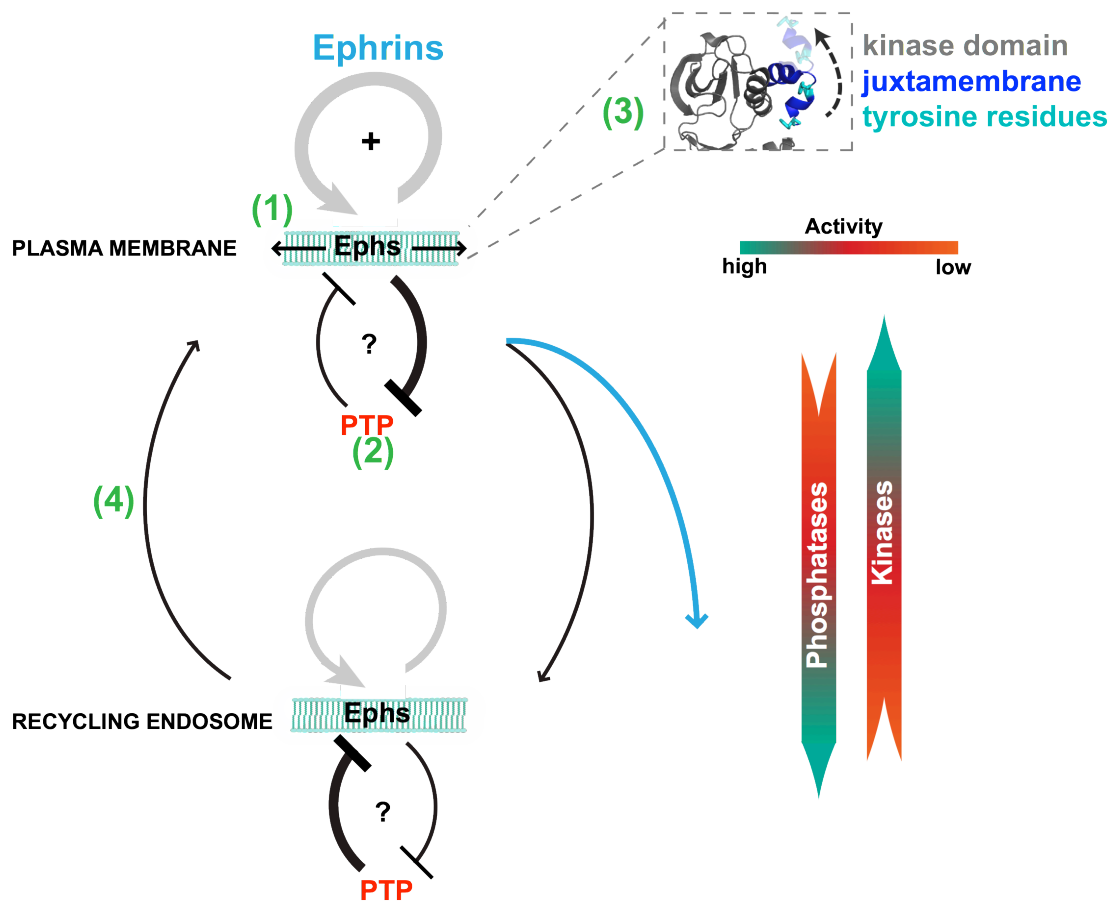 Ephrins
+
kinase domain
juxtamembrane
tyrosine residues
(3)
(1)
PLASMA MEMBRANE
Ephs
Activity
high
low
?
PTP
(2)
(4)
Phosphatases
Kinases
RECYCLING ENDOSOME
Ephs
?
PTP